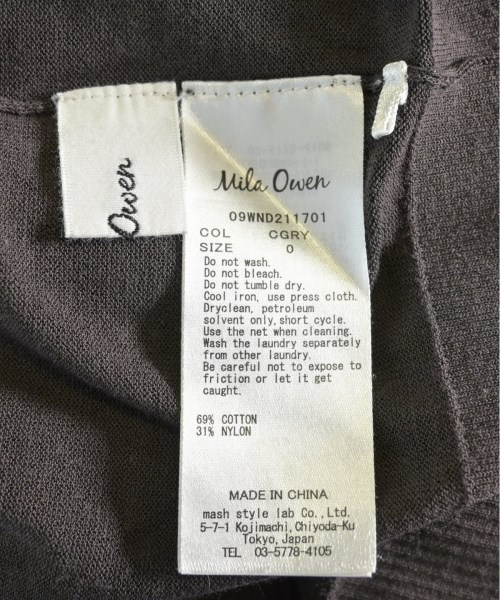 Owen
Mila Owen
09WND211701
COL CGRY
SIZE 0
Do not wash.
Do not bleach.
Do not tumble dry.
Cool iron, use press cloth.
Dryclean, petroleum
solvent only, short cycle.
Use the net when cleaning.
Wash the laundry separately
from other laundry.
Be careful not to expose to
friction or let it get
caught.
69% COTTON
31% NYLON
MADE IN CHINA
mash style lab Co., Ltd.
5-7-1 Kojimachi, Chiyoda-Ku
Tokyo, Japan
TEL 03-5778-4105